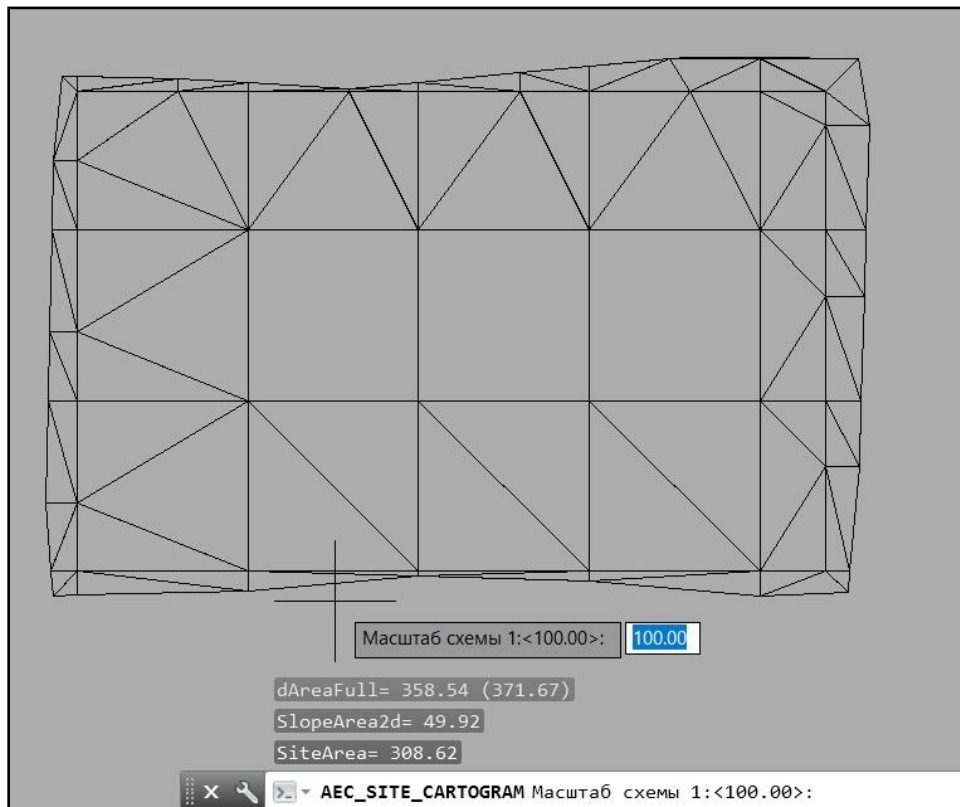 Масштаб схемы 1:<100.00>: 100.00
dAreaFull= 358.54 (371.67)
SlopeArea2d= 49.92
SiteArea= 308.62
AEC_SITE_CARTOGRAM Масштаб схемы 1:<100.00>: